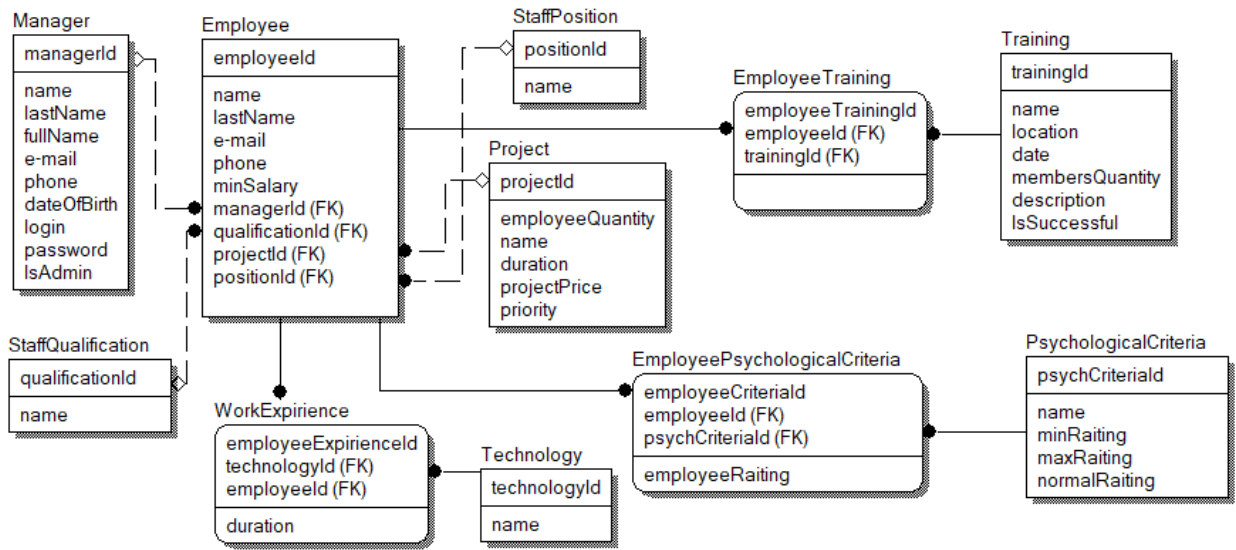 Manager
managerId
name
lastName
fullName
e-mail
phone
dateOfBirth
login
password
IsAdmin
Employee
employeeId
name
lastName
e-mail
phone
minSalary
managerId (FK)
qualificationId (FK)
projectId (FK)
positionId (FK)
StaffPosition
positionId
name
Project
projectId
employeeQuantity
name
duration
projectPrice
priority
EmployeeTraining
employeeTrainingId
employeeId (FK)
trainingId (FK)
Training
trainingId
name
location
date
membersQuantity
description
IsSuccessful
StaffQualification
qualificationId
name
WorkExpirience
employeeExpirienceId
technologyId (FK)
employeeId (FK)
duration
Technology
technologyId
name
EmployeePsychologicalCriteria
employeeCriteriaId
employeeId (FK)
psychCriteriaId (FK)
employeeRaiting
PsychologicalCriteria
psychCriteriaId
name
minRaiting
maxRaiting
normalRaiting